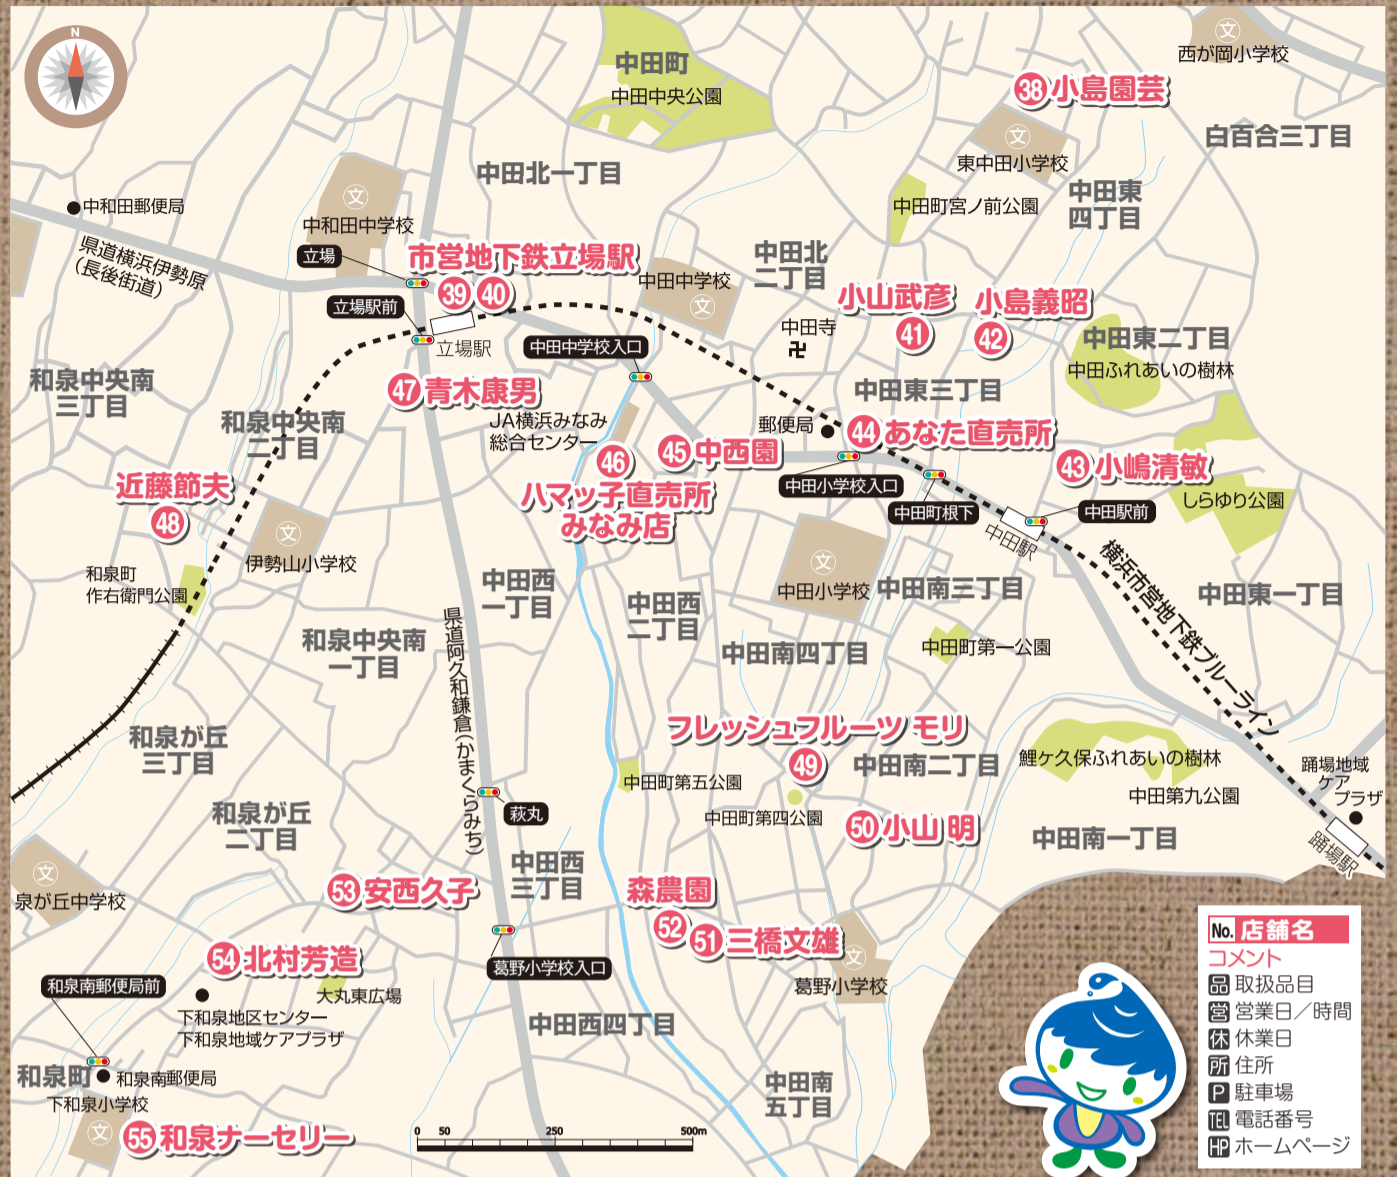 N
中田町
中田中央公園
西が岡小学校
文
38 小島園芸
白百合三丁目
文
東中田小学校
中田北一丁目
中田東
四丁目
文
中和田郵便局
中和田中学校
中田町宮ノ前公園
県道横浜伊勢原
(長後街道)
立場
市営地下鉄立場駅
39 40
中田北
二丁目
中田中学校
文
立場駅前
立場駅
中田中学校入口
小山武彦
41
小島義昭
42
中田寺
卍
中田東二丁目
中田ふれあいの樹林
和泉中央南
三丁目
47 青木康男
中田東三丁目
和泉中央南
二丁目
JA横浜みなみ
総合センター
郵便局
44 あなた直売所
45 中西園
46
ハマッ子直売所
みなみ店
43 小嶋清敏
近藤節夫
48
中田小学校入口
中田町根下
中田駅前
しらゆり公園
中田駅
文
伊勢山小学校
和泉町
作右衛門公園
文
中田小学校
中田南三丁目
中田東一丁目
横浜市営地下鉄ブルーライン
中田西
一丁目
中田西
二丁目
県道阿久和鎌倉(かまくらみち)
和泉中央南
一丁目
中田南四丁目
中田町第一公園
和泉が丘
三丁目
フレッシュフルーツ モリ
49
中田南二丁目
鯉ヶ久保ふれあいの樹林
中田町第五公園
中田第九公園
踊場地域
ケア
プラザ
踊場駅
和泉が丘
二丁目
萩丸
中田町第四公園
50 小山 明
中田南一丁目
文
泉が丘中学校
53 安西久子
中田西
三丁目
森農園
52
51 三橋文雄
文
葛野小学校
54 北村芳造
葛野小学校入口
和泉南郵便局前
大丸東広場
下和泉地区センター
下和泉地域ケアプラザ
中田西四丁目
和泉町
和泉南郵便局
下和泉小学校
文
55 和泉ナーセリー
中田南
五丁目
0 50 250 500m
No. 店舗名
コメント
品 取扱品目
営 営業日／時間
休 休業日
所 住所
P 駐車場
TEL 電話番号
HP ホームページ